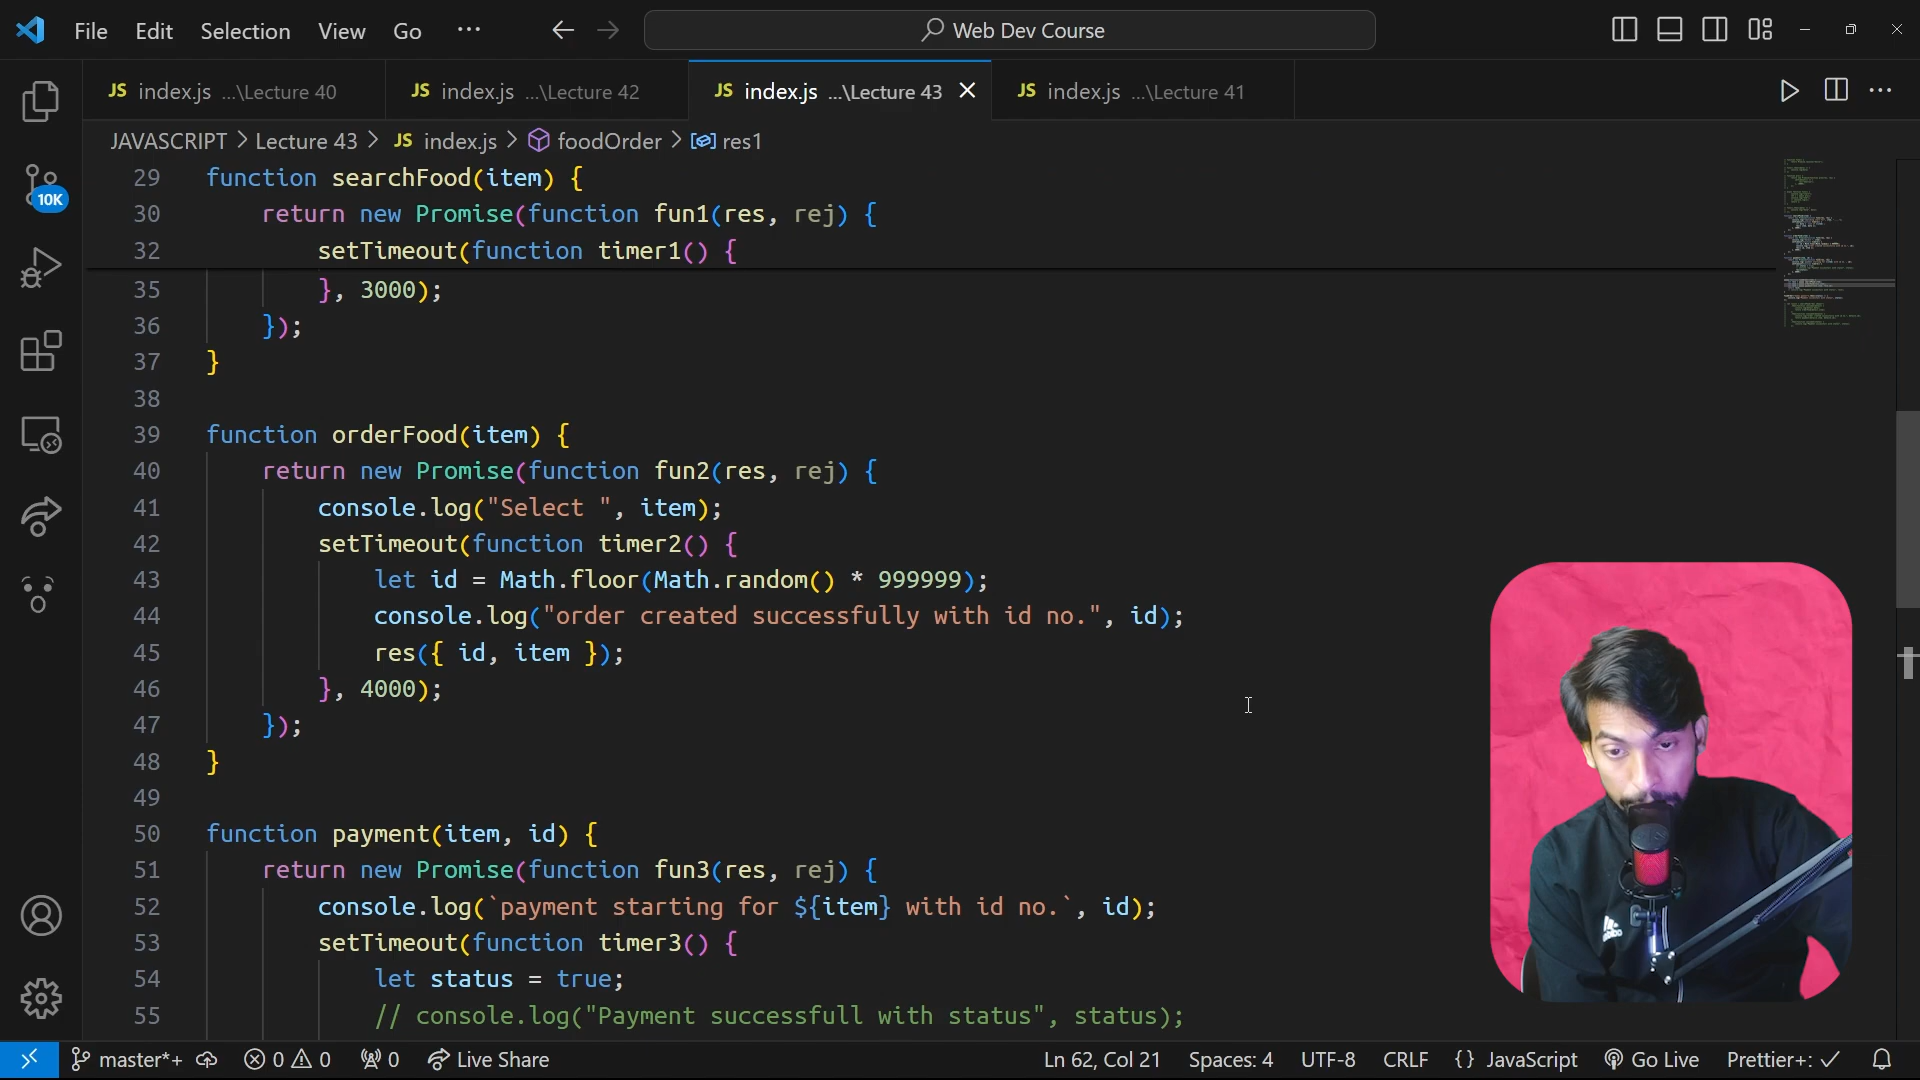 File Edit Selection View Go ··· Web Dev Course
JS index.js ...\Lecture 40 JS index.js ...\Lecture 42 JS index.js ...\Lecture 43 JS index.js ...\Lecture 41
JAVASCRIPT > Lecture 43 > JS index.js > foodOrder > res1
10K
29 function searchFood(item) {
30 return new Promise(function fun1(res, rej) {
32 setTimeout(function timer1() {
35 }, 3000);
36 });
37 }
38
39 function orderFood(item) {
40 return new Promise(function fun2(res, rej) {
41 console.log("Select ", item);
42 setTimeout(function timer2() {
43 let id = Math.floor(Math.random() * 999999);
44 console.log("order created successfully with id no.", id);
45 res({ id, item });
46 }, 4000);
47 });
48 }
49
50 function payment(item, id) {
51 return new Promise(function fun3(res, rej) {
52 console.log(`payment starting for ${item} with id no.`, id);
53 setTimeout(function timer3() {
54 let status = true;
55 // console.log("Payment successfull with status", status);
master*+ 0 0 0 Live Share Ln 62, Col 21 Spaces: 4 UTF-8 CRLF {} JavaScript Go Live Prettier+: ✓